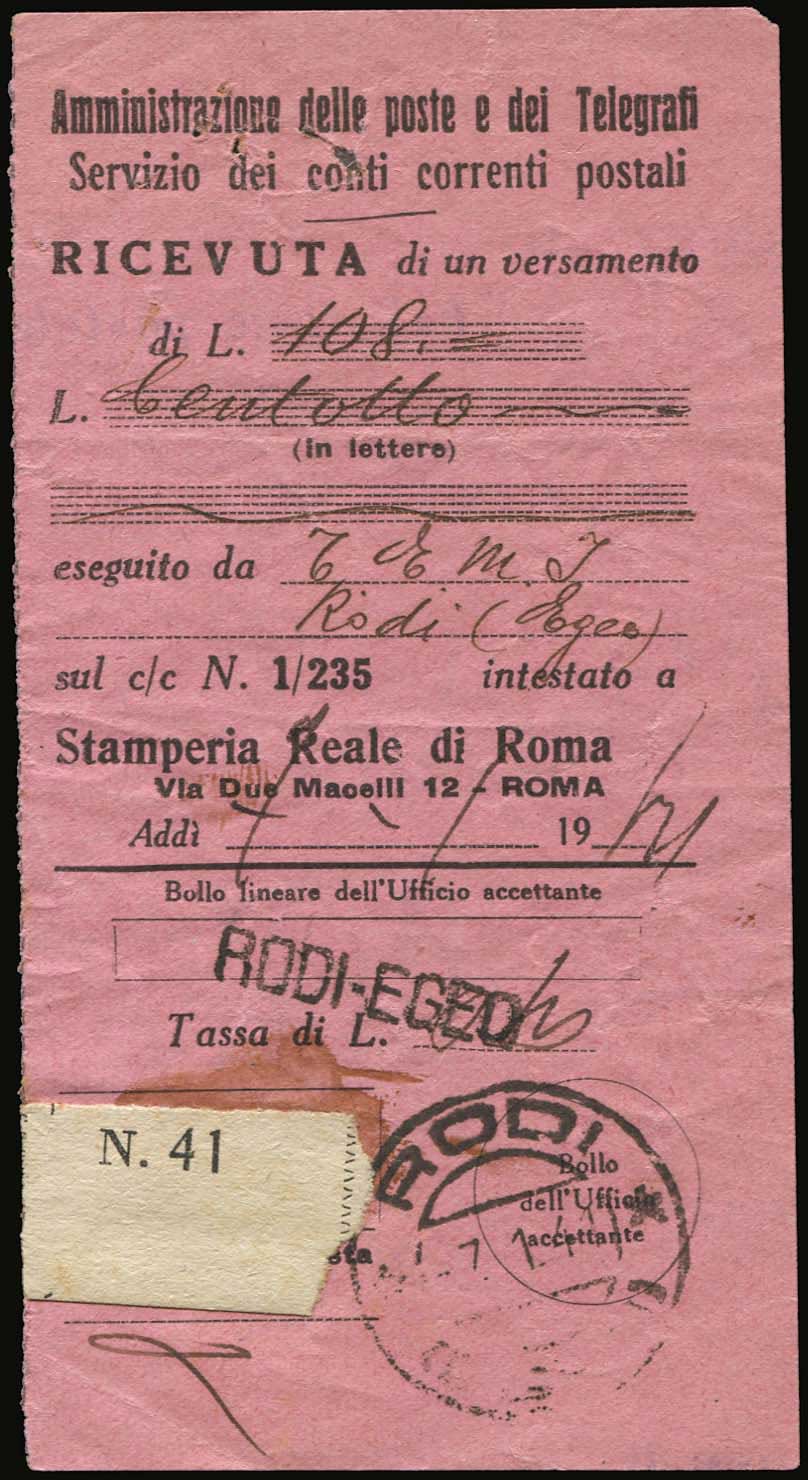 Amministrazione delle poste e dei Telegrafi
Servizio dei conti correnti postali
RICEVUTA di un versamento
di L. 108. =
L. Centotto
(in lettere)
eseguito da T E M I
Rodi (Egeo)
sul c/c N. 1/235 intestato a
Stamperia Reale di Roma
Via Due Macelli 12 - ROMA
Addì 19
Bollo lineare dell'Ufficio accettante
RODI-EGEO
Tassa di L.
N. 41
RODI
Bollo
dell'Ufficio
accettante